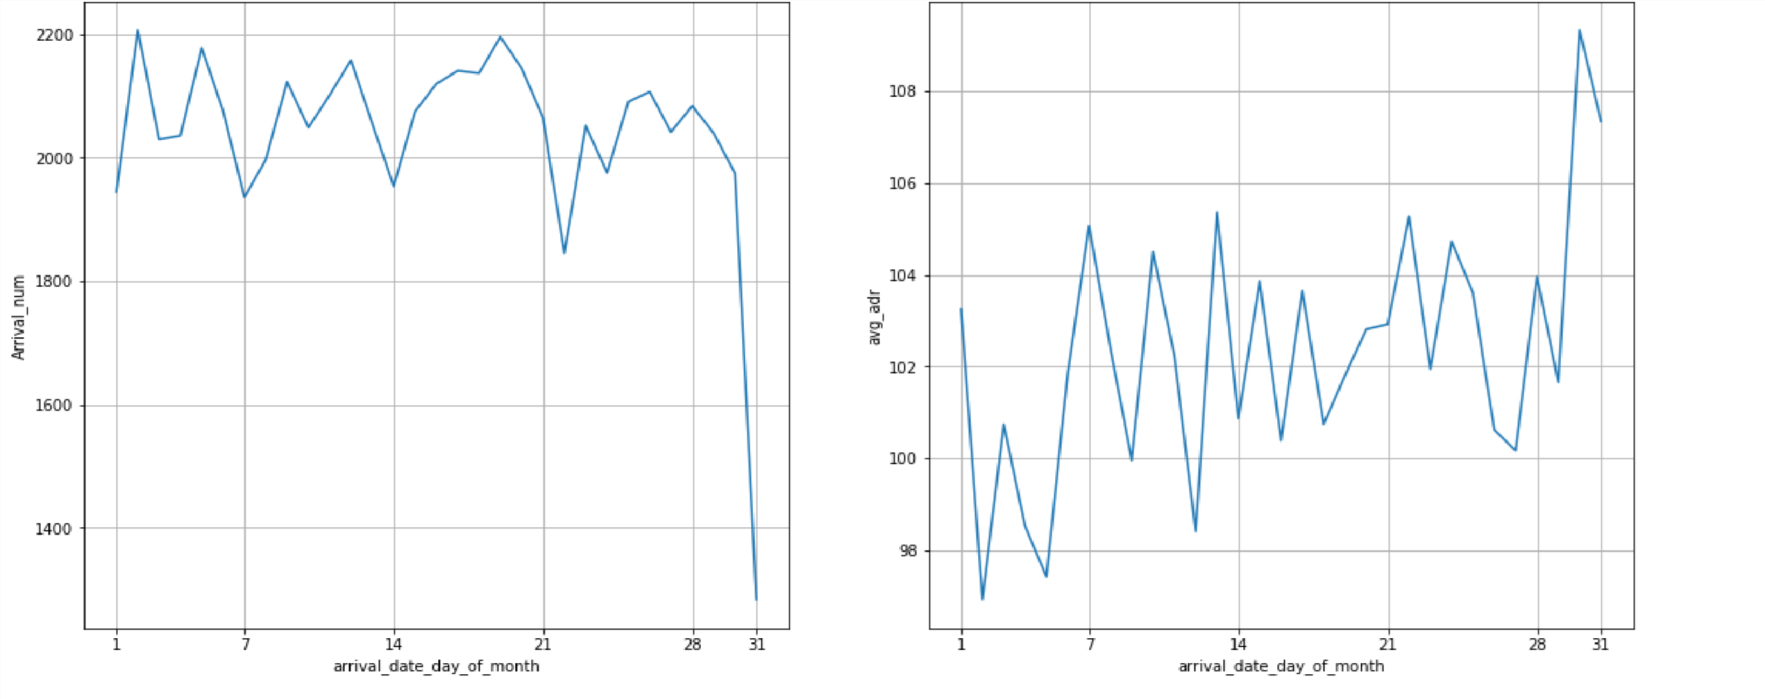 2200
2000
1800
1600
1400
Arrival_num
1 7 14 21 28 31
arrival_date_day_of_month
108
106
104
102
100
98
avg_adr
1 7 14 21 28 31
arrival_date_day_of_month